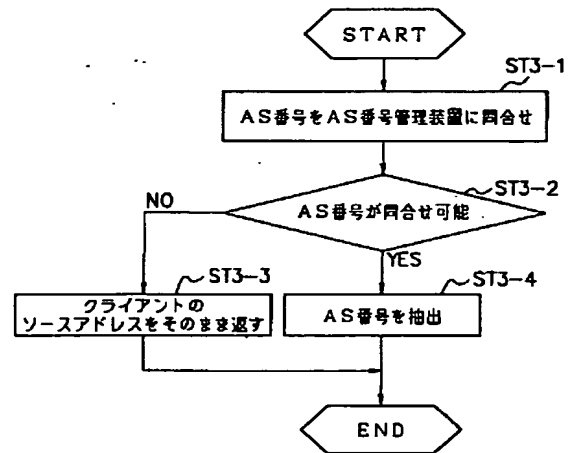 START
ST3-1
AS番号をAS番号管理装置に問合せ
ST3-2
NO
AS番号が問合せ可能
YES
ST3-3
ST3-4
クライアントの
ソースアドレスをそのまま返す
AS番号を抽出
END